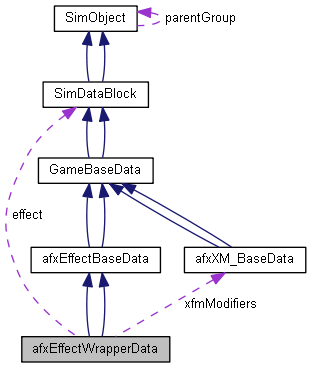 SimObject
parentGroup
SimDataBlock
GameBaseData
effect
afxEffectBaseData
afxXM_BaseData
xfmModifiers
afxEffectWrapperData